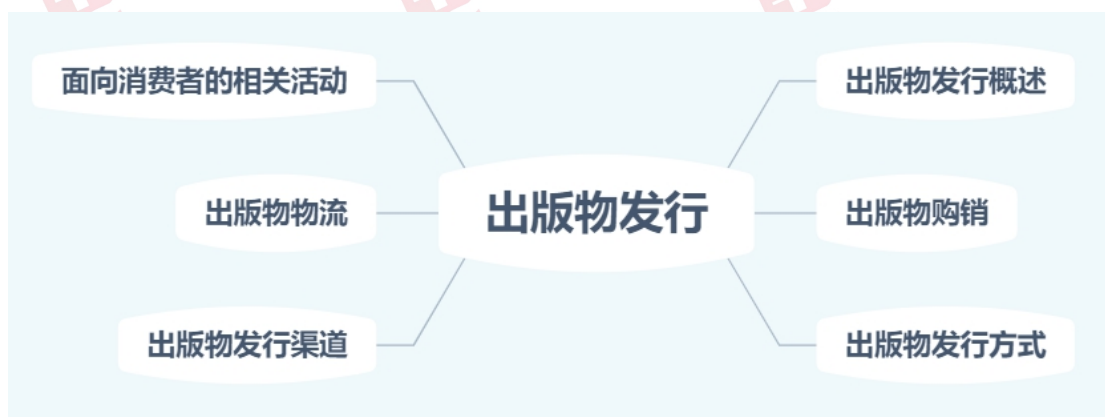 面向消费者的相关活动
出版物发行概述
出版物物流
出版物发行
出版物购销
出版物发行渠道
出版物发行方式